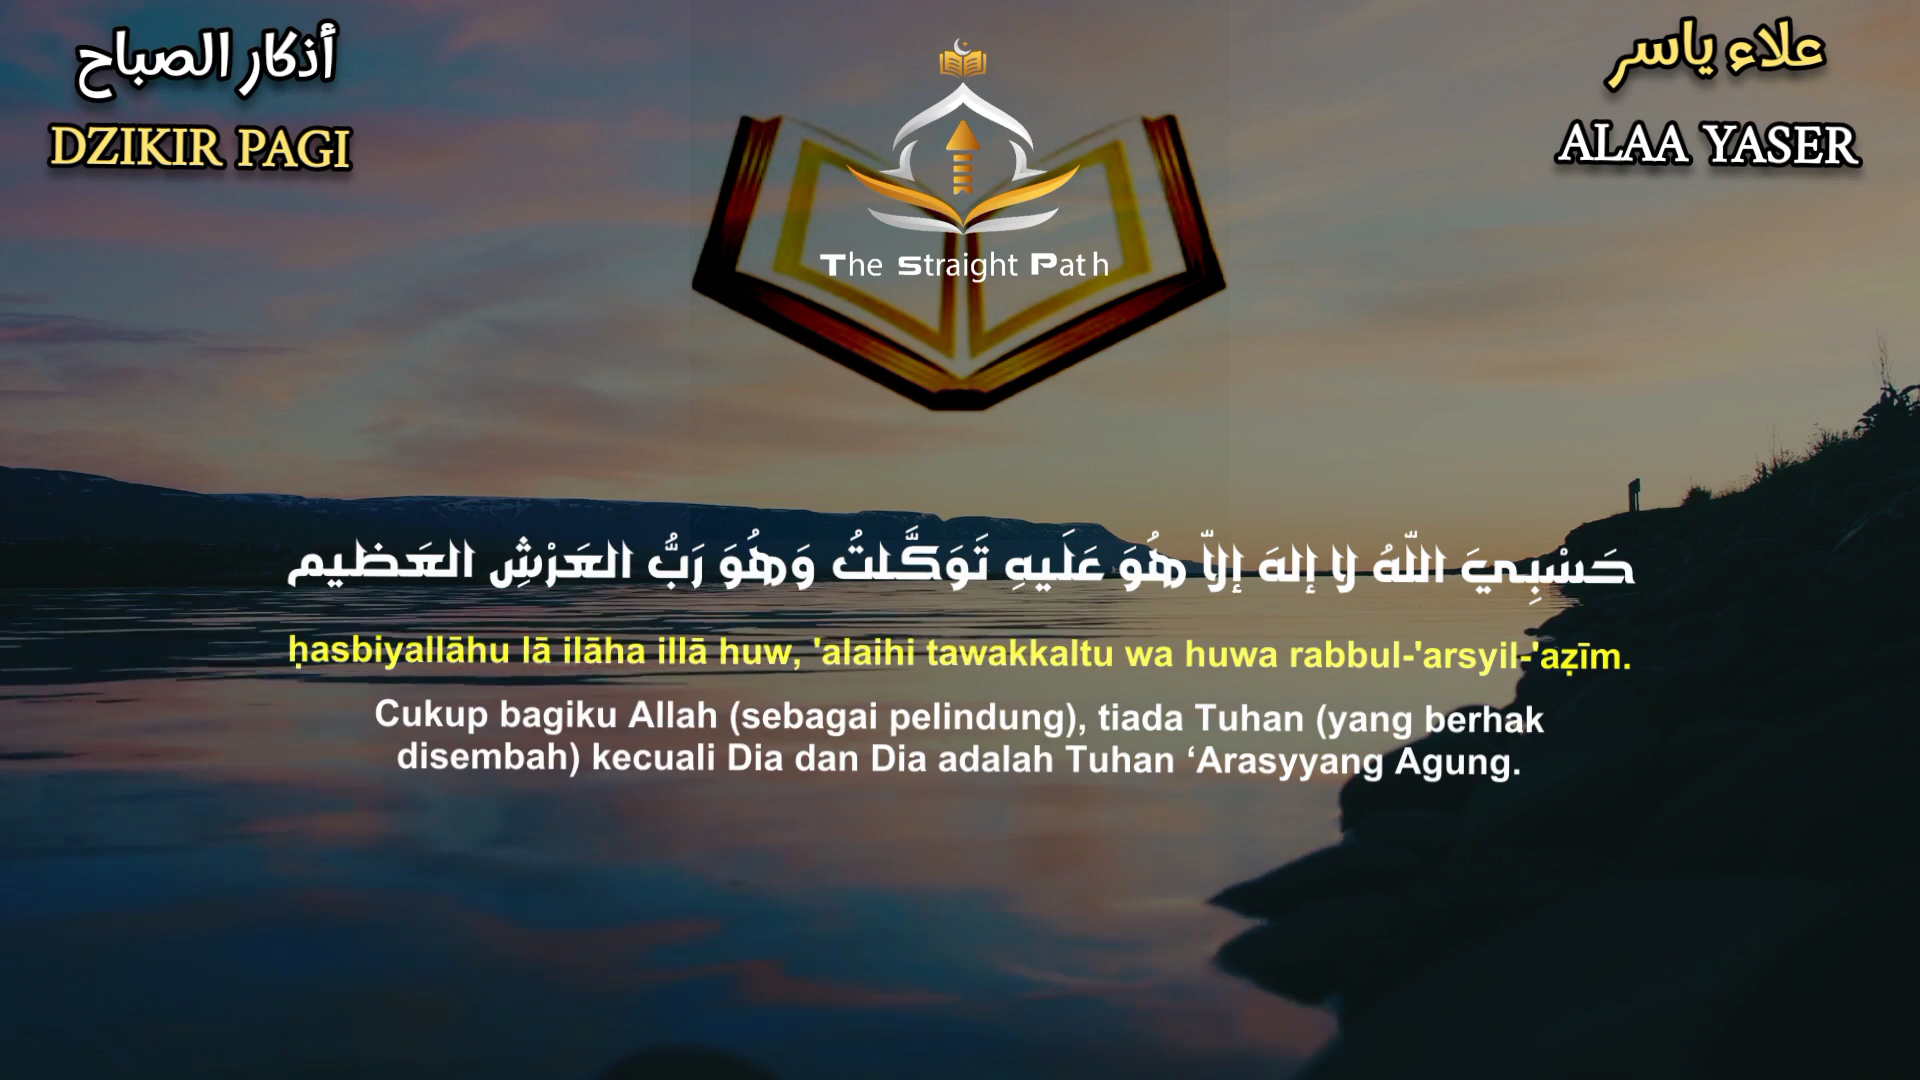 أذكار الصباح
DZIKIR PAGI
علاء ياسر
ALAA YASER
The Straight Path
حَسْبِيَ اللّهُ لا إلهَ إلاّ هُوَ عَلَيهِ تَوَكَّلتُ وَهُوَ رَبُّ العَرْشِ العَظيم
ḥasbiyallāhu lā ilāha illā huw, 'alaihi tawakkaltu wa huwa rabbul-'arsyil-'aẓīm.
Cukup bagiku Allah (sebagai pelindung), tiada Tuhan (yang berhak
disembah) kecuali Dia dan Dia adalah Tuhan ‘Arasyyang Agung.